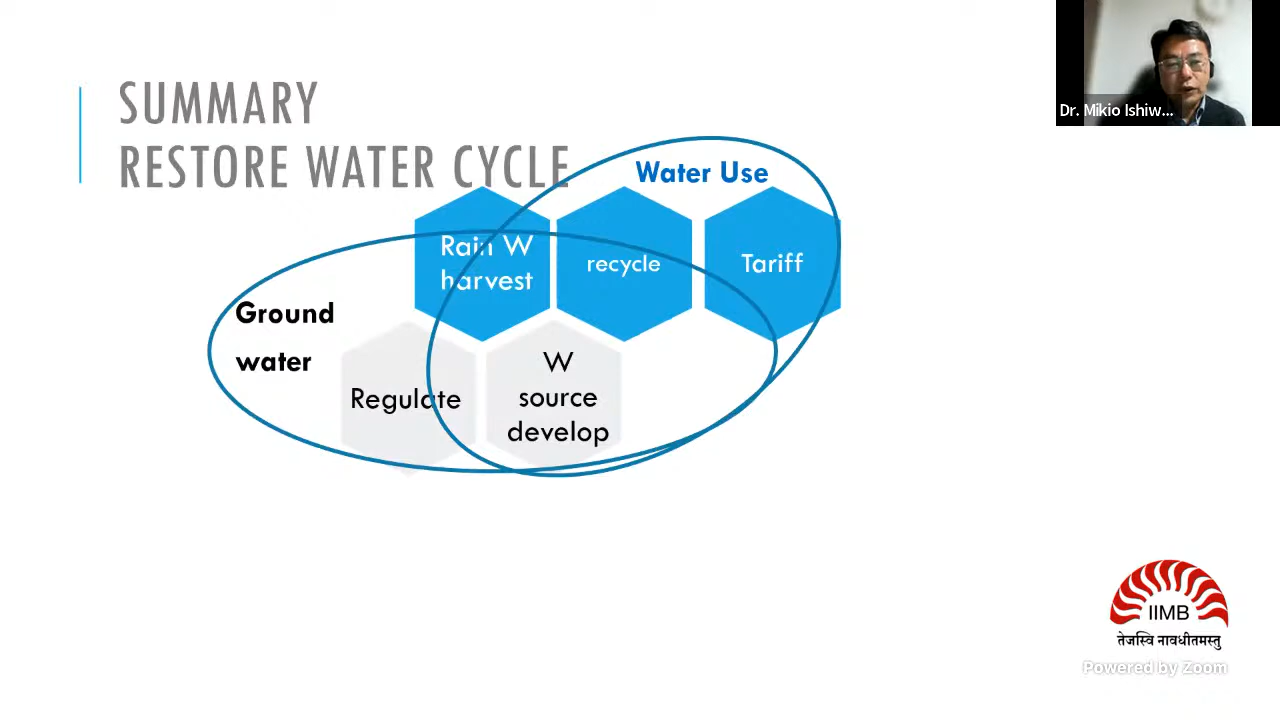 SUMMARY
RESTORE WATER CYCLE
Water Use
Rain W
harvest
recycle
Tariff
Ground
water
Regulate
W
source
develop
Dr. Mikio Ishiw...
IIMB
तेजस्वि नावधीतमस्तु
Powered by Zoom